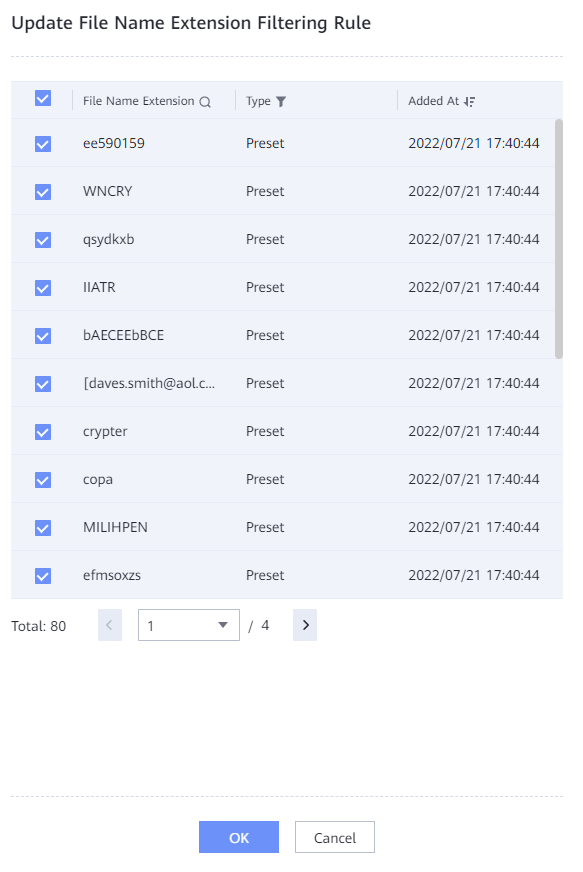 Update File Name Extension Filtering Rule
File Name Extension Type Added At
ee590159 Preset 2022/07/21 17:40:44
WNCRY Preset 2022/07/21 17:40:44
qsydkxb Preset 2022/07/21 17:40:44
IIATR Preset 2022/07/21 17:40:44
bAECEEbBCE Preset 2022/07/21 17:40:44
[daves.smith@aol.c... Preset 2022/07/21 17:40:44
crypter Preset 2022/07/21 17:40:44
copa Preset 2022/07/21 17:40:44
MILIHPEN Preset 2022/07/21 17:40:44
efmsoxzs Preset 2022/07/21 17:40:44
Total: 80 < 1 / 4 >
OK Cancel